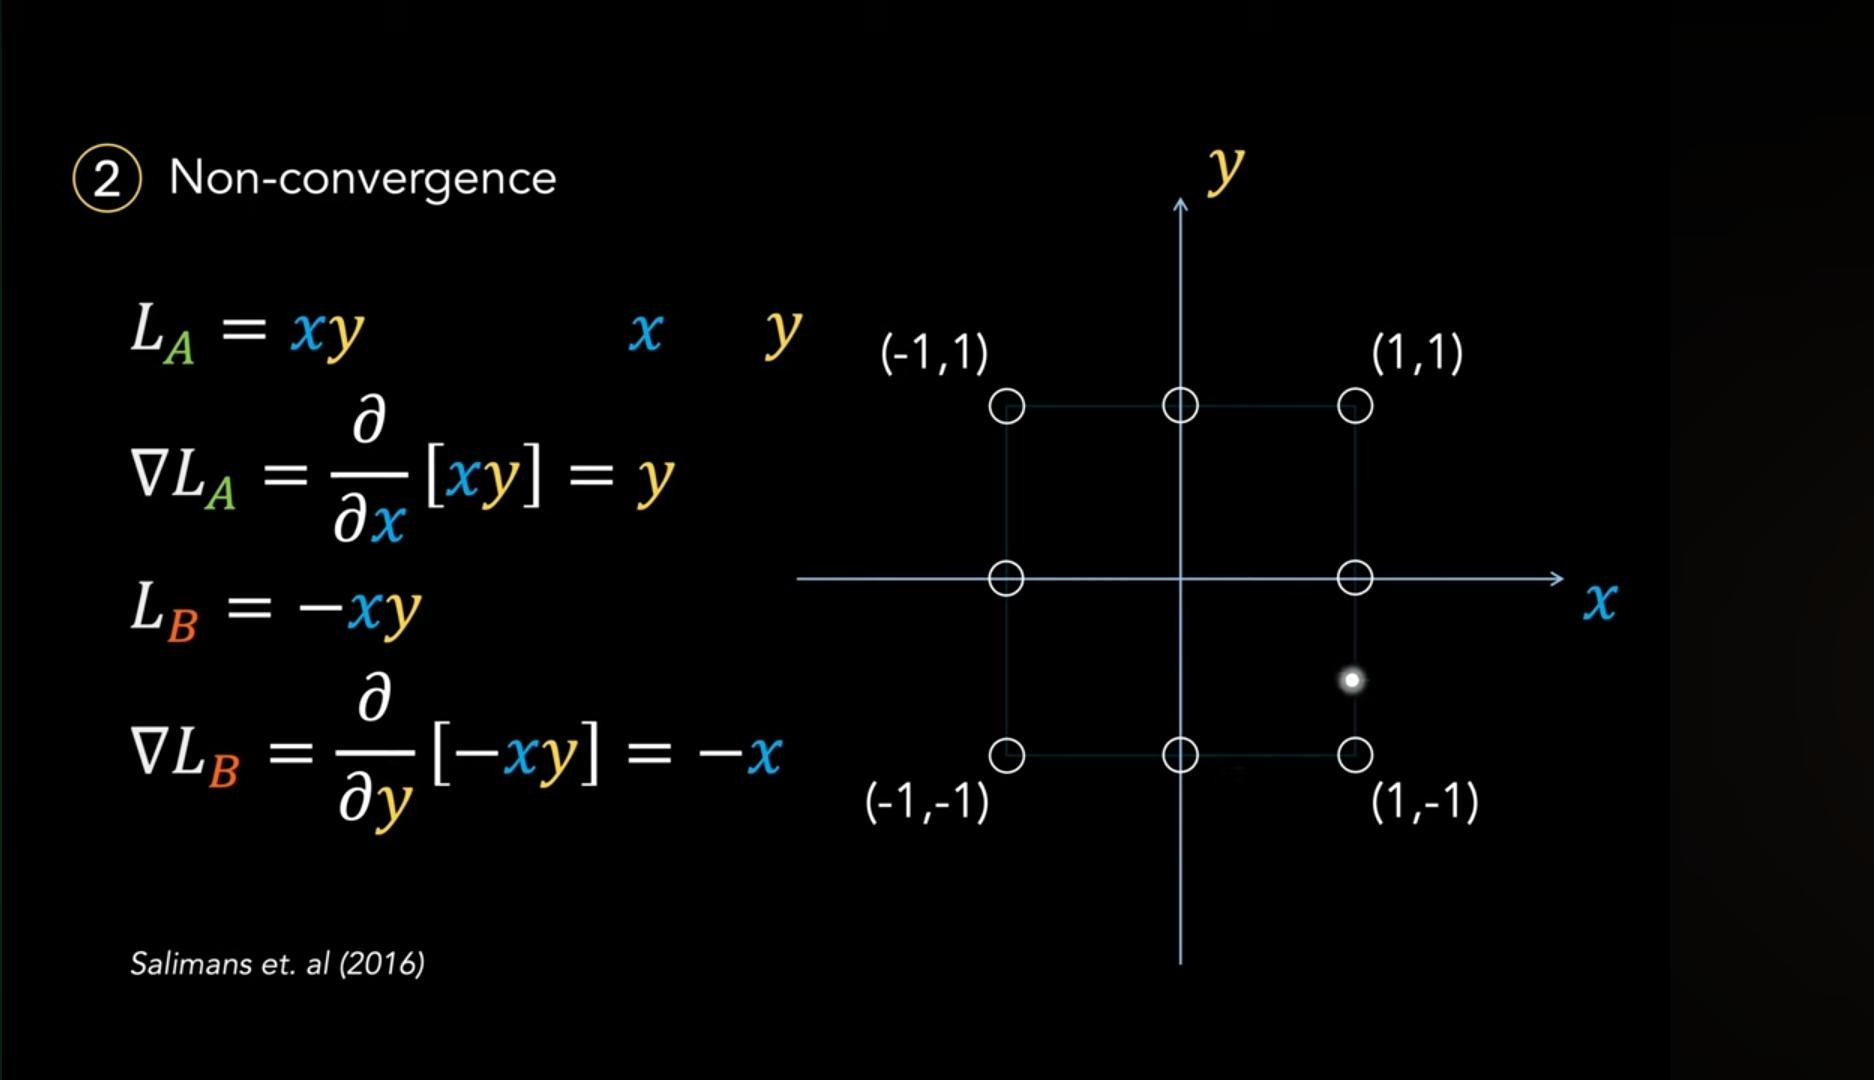 2 Non-convergence
L_A = xy x y
∇L_A = ∂/∂x [xy] = y
L_B = −xy
∇L_B = ∂/∂y [−xy] = −x
Salimans et. al (2016)
y
(-1,1) (1,1)
x
(-1,-1) (1,-1)